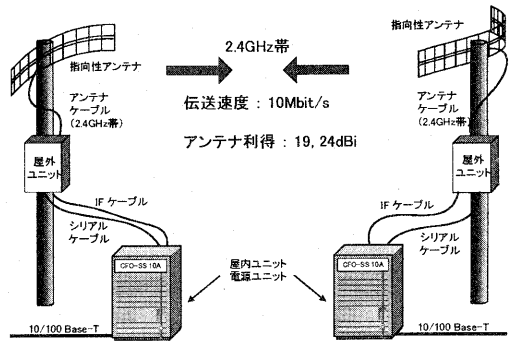 指向性アンテナ
アンテナ
ケーブル
(2.4GHz帯)
屋外
ユニット
IF ケーブル
シリアル
ケーブル
CFO-SS 10A
10/100 Base-T
2.4GHz帯
伝送速度 : 10Mbit/s
アンテナ利得 : 19, 24dBi
屋内ユニット
電源ユニット
指向性アンテナ
アンテナ
ケーブル
(2.4GHz帯)
屋外
ユニット
IF ケーブル
シリアル
ケーブル
CFO-SS 10A
10/100 Base-T